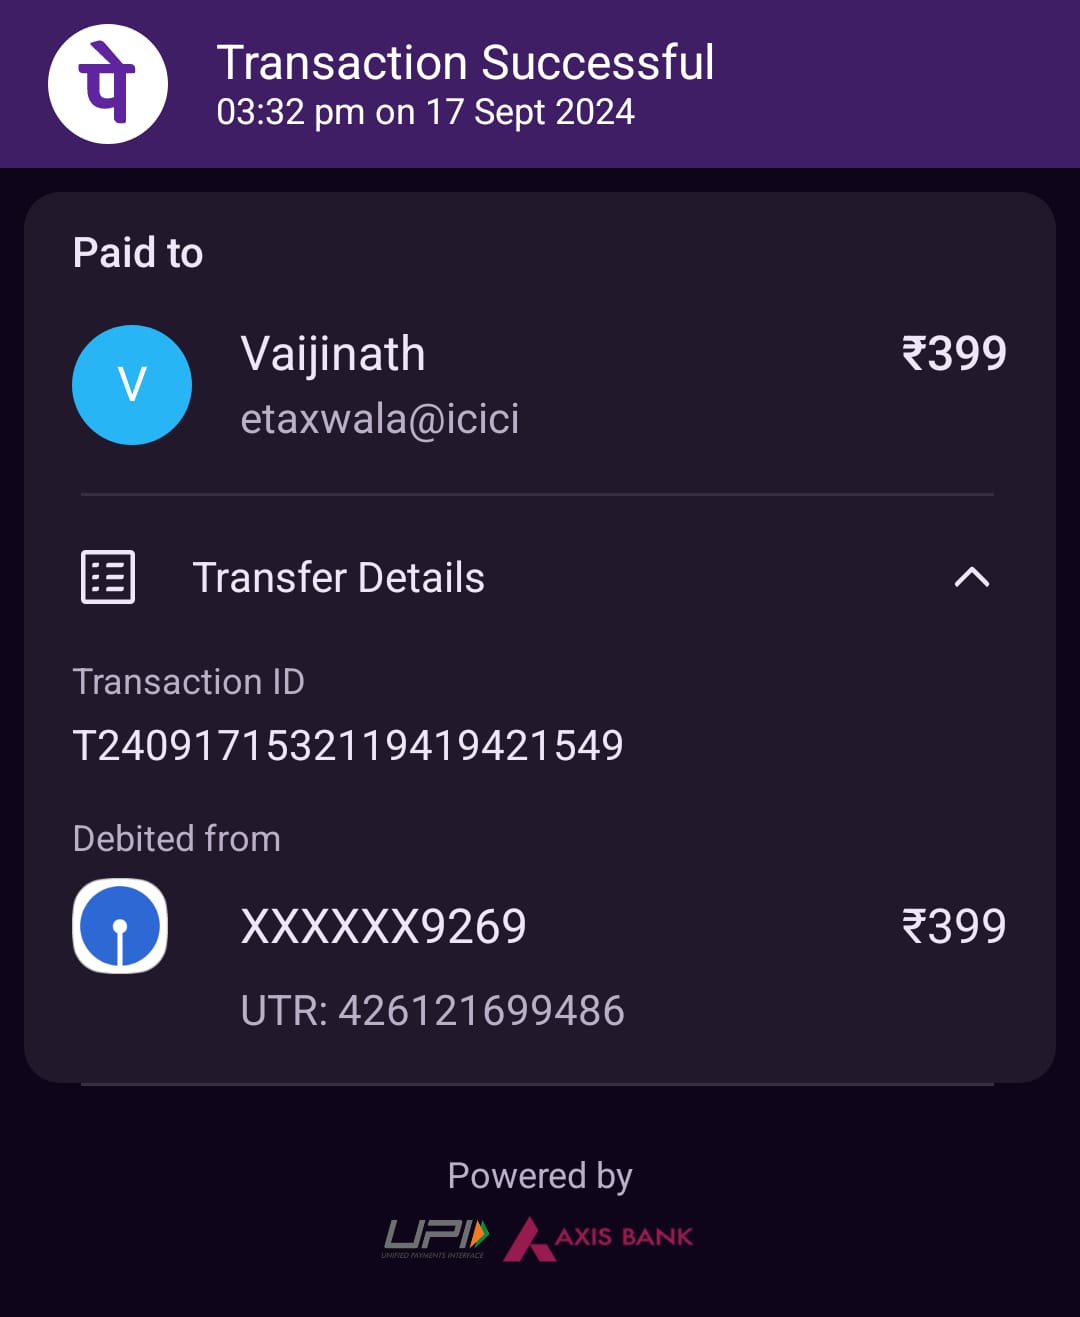 पे
Transaction Successful
03:32 pm on 17 Sept 2024
Paid to
V
Vaijinath
₹399
etaxwala@icici
Transfer Details
Transaction ID
T2409171532119419421549
Debited from
XXXXXX9269
₹399
UTR: 426121699486
Powered by
UPI
UNIFIED PAYMENTS INTERFACE
AXIS BANK